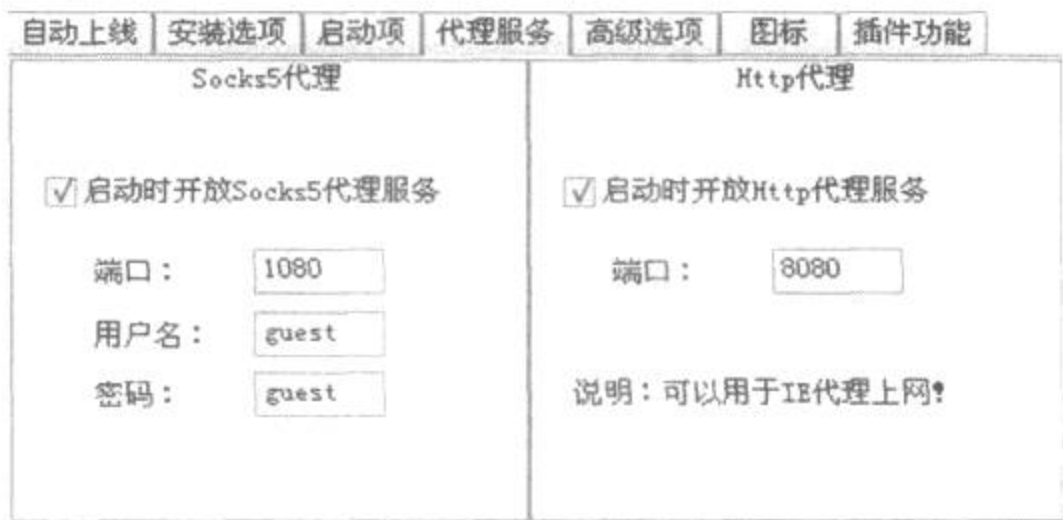 自动上线 安装选项 启动项 代理服务 高级选项 图标 插件功能
Socks5代理
启动时开放Socks5代理服务
端口： 1080
用户名： guest
密码： guest
Http代理
启动时开放Http代理服务
端口： 8080
说明：可以用于IE代理上网！